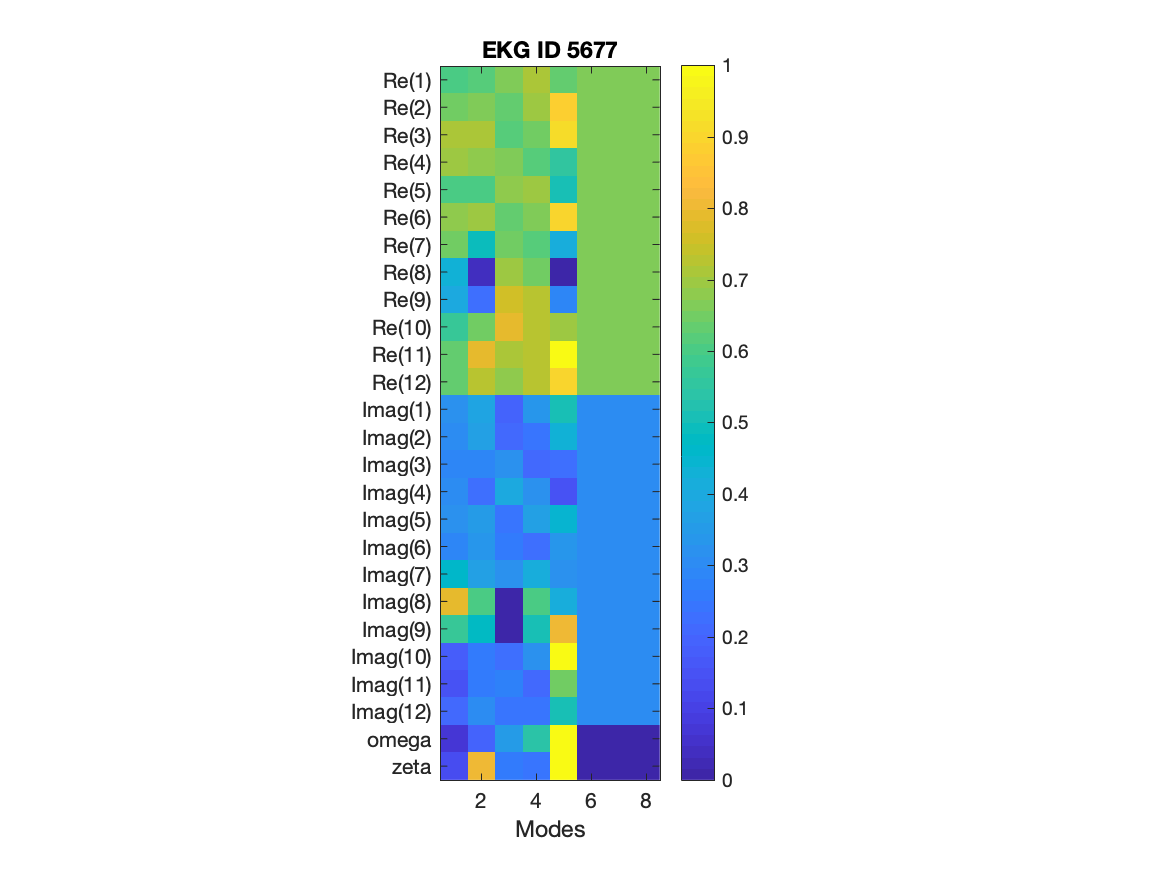 EKG ID 5677
Re(1)
Re(2)
Re(3)
Re(4)
Re(5)
Re(6)
Re(7)
Re(8)
Re(9)
Re(10)
Re(11)
Re(12)
Imag(1)
Imag(2)
Imag(3)
Imag(4)
Imag(5)
Imag(6)
Imag(7)
Imag(8)
Imag(9)
Imag(10)
Imag(11)
Imag(12)
omega
zeta
2 4 6 8
Modes
1
0.9
0.8
0.7
0.6
0.5
0.4
0.3
0.2
0.1
0